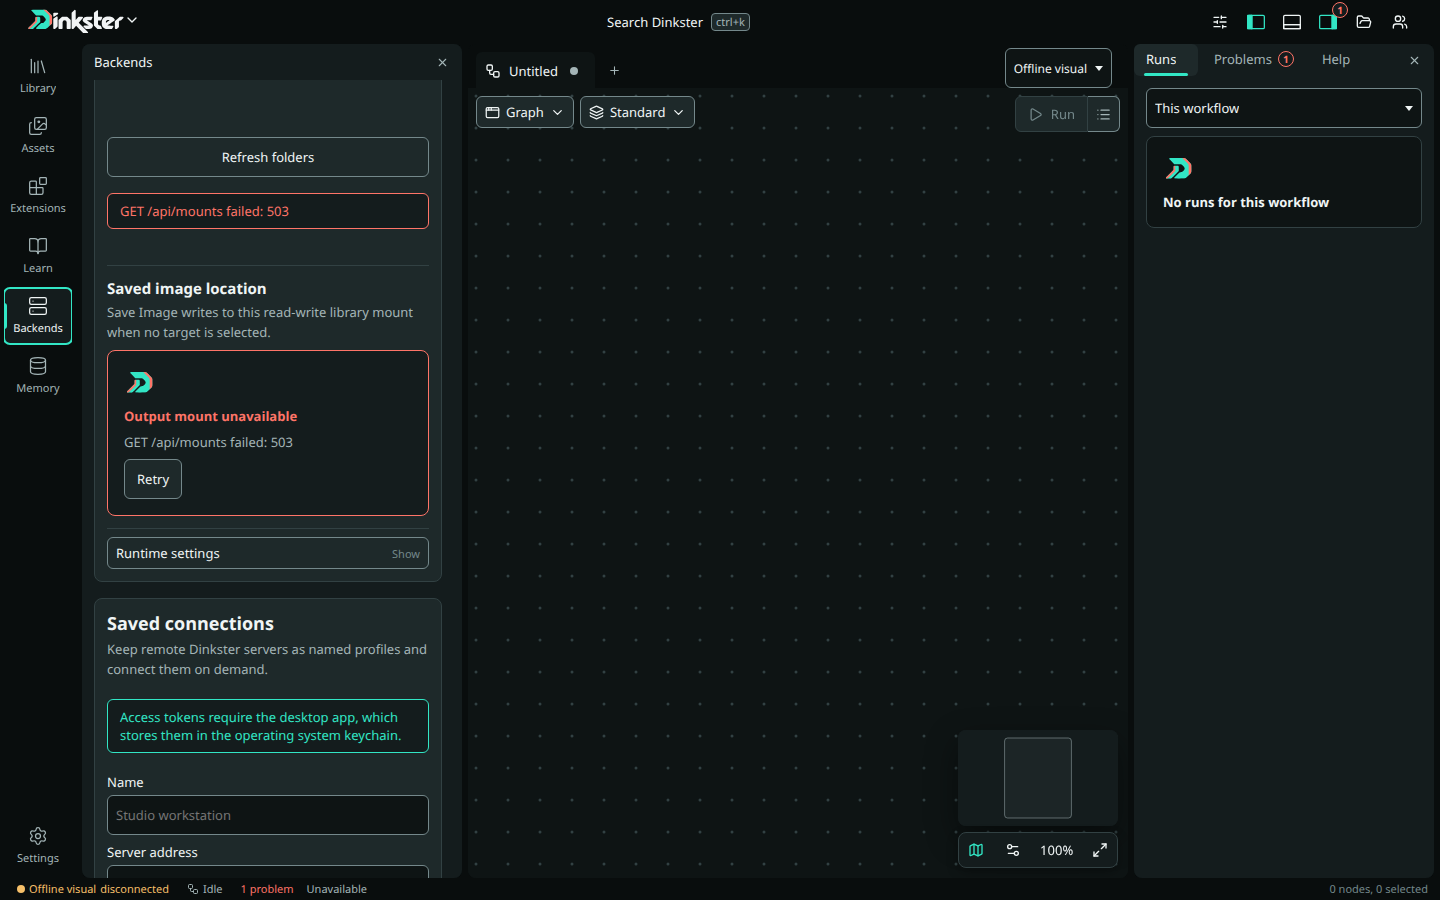 Dinkster
Search Dinkster ctrl+k
1
Library
Assets
Extensions
Learn
Backends
Memory
Settings
Backends
Refresh folders
GET /api/mounts failed: 503
Saved image location
Save Image writes to this read-write library mount
when no target is selected.
Output mount unavailable
GET /api/mounts failed: 503
Retry
Runtime settings Show
Saved connections
Keep remote Dinkster servers as named profiles and
connect them on demand.
Access tokens require the desktop app, which
stores them in the operating system keychain.
Name
Studio workstation
Server address
Untitled
Offline visual
Graph
Standard
Run
100%
Runs
Problems 1
Help
This workflow
No runs for this workflow
Offline visual disconnected
Idle
1 problem
Unavailable
0 nodes, 0 selected